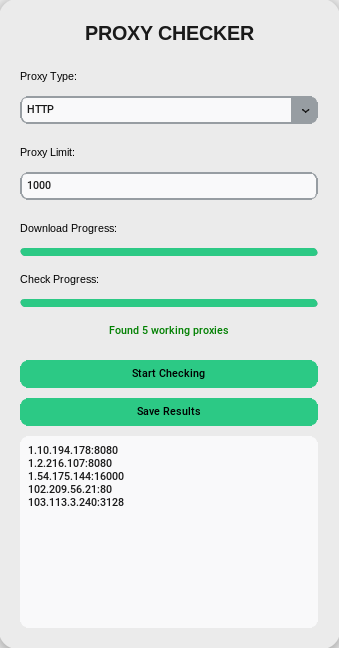 PROXY CHECKER
Proxy Type:
HTTP
Proxy Limit:
1000
Download Progress:
Check Progress:
Found 5 working proxies
Start Checking
Save Results
1.10.194.178:8080
1.2.216.107:8080
1.54.175.144:16000
102.209.56.21:80
103.113.3.240:3128